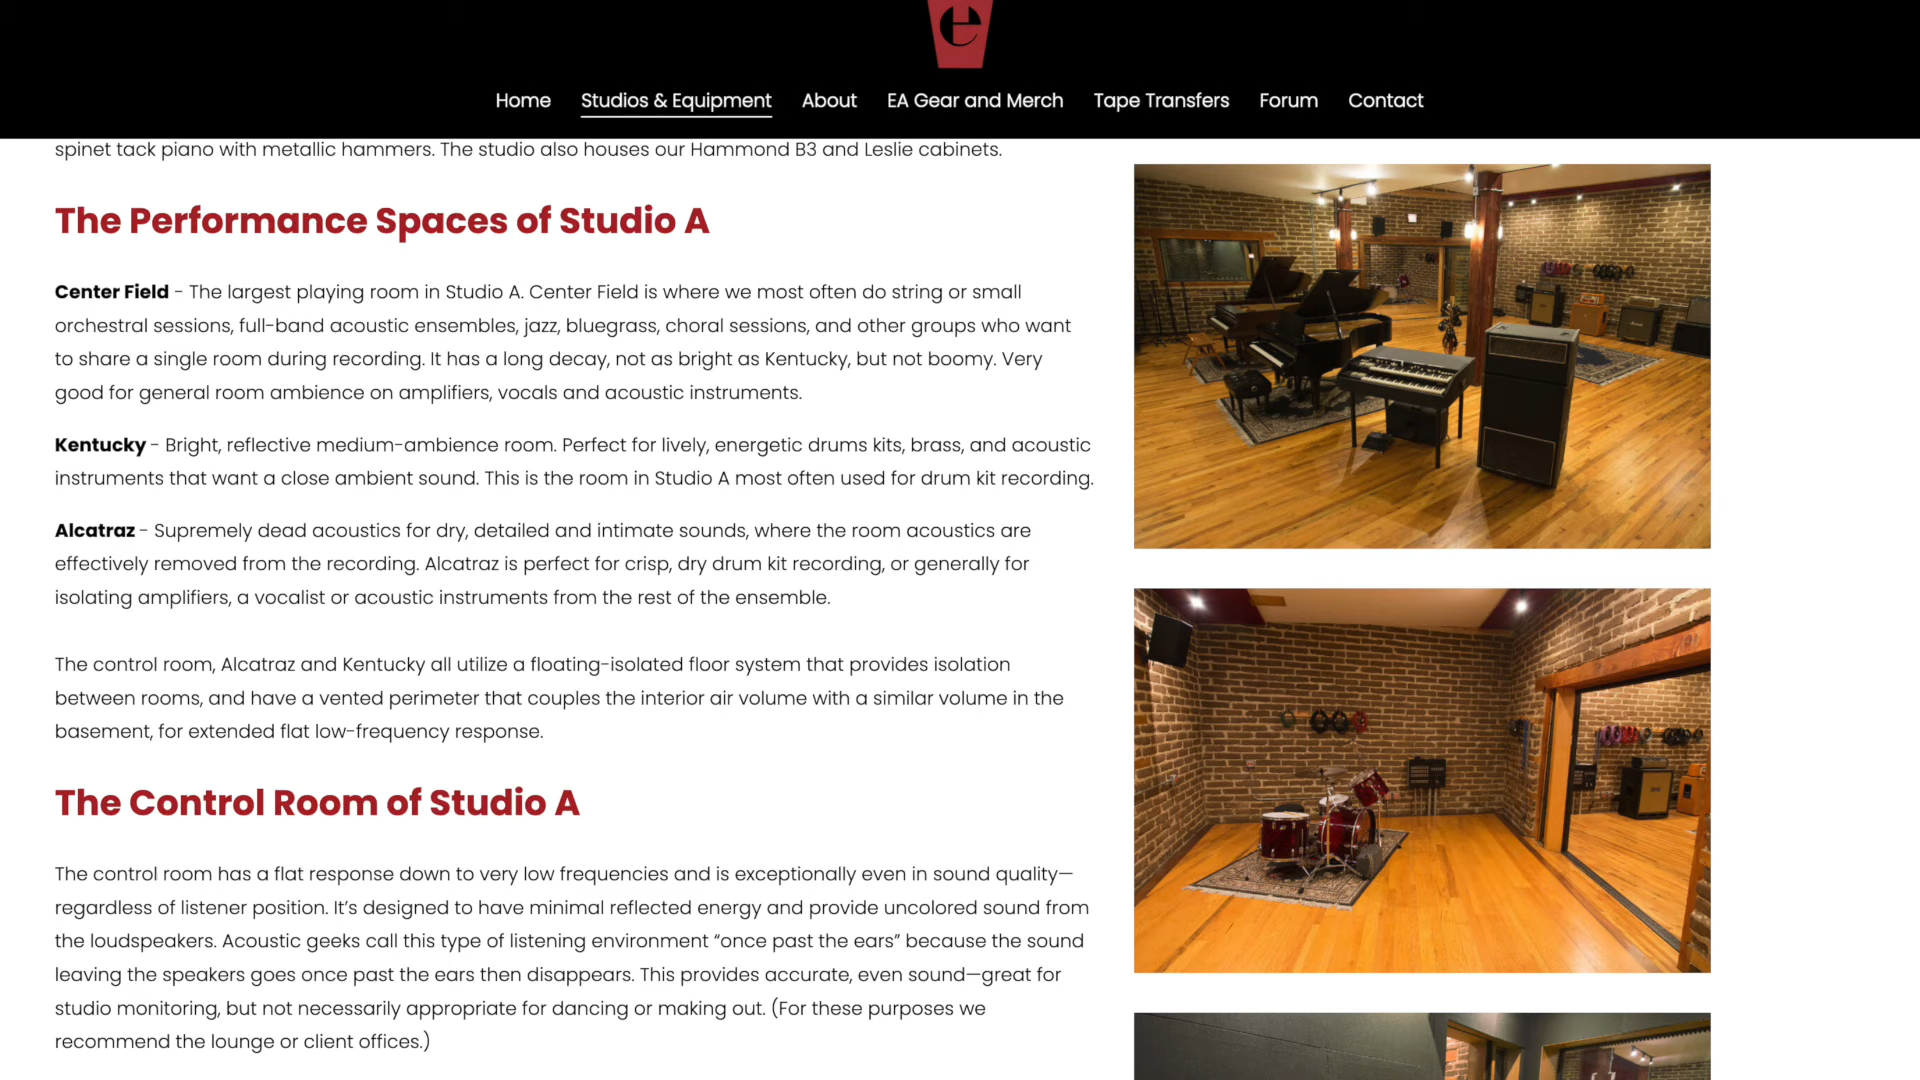 Home Studios & Equipment About EA Gear and Merch Tape Transfers Forum Contact
spinet tack piano with metallic hammers. The studio also houses our Hammond B3 and Leslie cabinets.
The Performance Spaces of Studio A
Center Field - The largest playing room in Studio A. Center Field is where we most often do string or small
orchestral sessions, full-band acoustic ensembles, jazz, bluegrass, choral sessions, and other groups who want
to share a single room during recording. It has a long decay, not as bright as Kentucky, but not boomy. Very
good for general room ambience on amplifiers, vocals and acoustic instruments.
Kentucky - Bright, reflective medium-ambience room. Perfect for lively, energetic drums kits, brass, and acoustic
instruments that want a close ambient sound. This is the room in Studio A most often used for drum kit recording.
Alcatraz - Supremely dead acoustics for dry, detailed and intimate sounds, where the room acoustics are
effectively removed from the recording. Alcatraz is perfect for crisp, dry drum kit recording, or generally for
isolating amplifiers, a vocalist or acoustic instruments from the rest of the ensemble.
The control room, Alcatraz and Kentucky all utilize a floating-isolated floor system that provides isolation
between rooms, and have a vented perimeter that couples the interior air volume with a similar volume in the
basement, for extended flat low-frequency response.
The Control Room of Studio A
The control room has a flat response down to very low frequencies and is exceptionally even in sound quality—
regardless of listener position. It’s designed to have minimal reflected energy and provide uncolored sound from
the loudspeakers. Acoustic geeks call this type of listening environment “once past the ears” because the sound
leaving the speakers goes once past the ears then disappears. This provides accurate, even sound—great for
studio monitoring, but not necessarily appropriate for dancing or making out. (For these purposes we
recommend the lounge or client offices.)